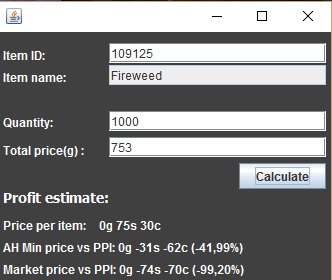 Item ID: 109125
Item name: Fireweed
Quantity: 1000
Total price(g) : 753
Calculate
Profit estimate:
Price per item: 0g 75s 30c
AH Min price vs PPI: 0g -31s -62c (-41,99%)
Market price vs PPI: 0g -74s -70c (-99,20%)